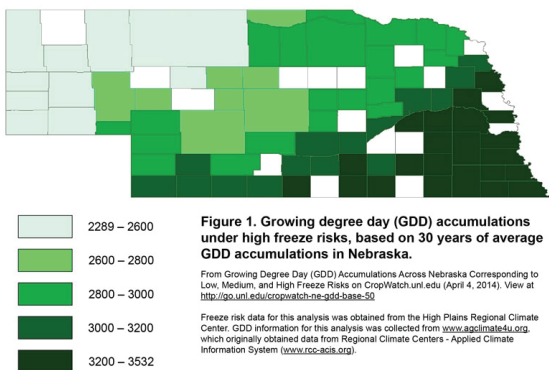 2289 – 2600
2600 – 2800
2800 – 3000
3000 – 3200
3200 – 3532
Figure 1. Growing degree day (GDD) accumulations
under high freeze risks, based on 30 years of average
GDD accumulations in Nebraska.
From Growing Degree Day (GDD) Accumulations Across Nebraska Corresponding to
Low, Medium, and High Freeze Risks on CropWatch.unl.edu (April 4, 2014). View at
http://go.unl.edu/cropwatch-ne-gdd-base-50
Freeze risk data for this analysis was obtained from the High Plains Regional Climate
Center. GDD information for this analysis was collected from www.agclimate4u.org,
which originally obtained data from Regional Climate Centers - Applied Climate
Information System (www.rcc-acis.org).